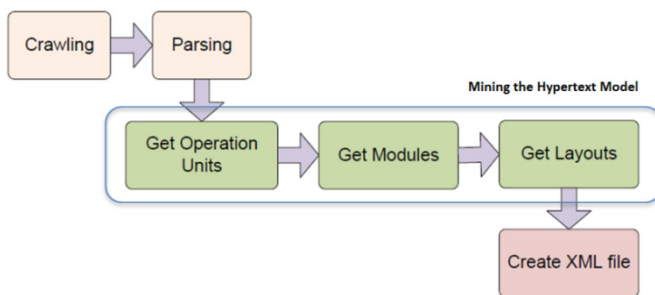 Crawling
Parsing
Mining the Hypertext Model
Get Operation
Units
Get Modules
Get Layouts
Create XML file